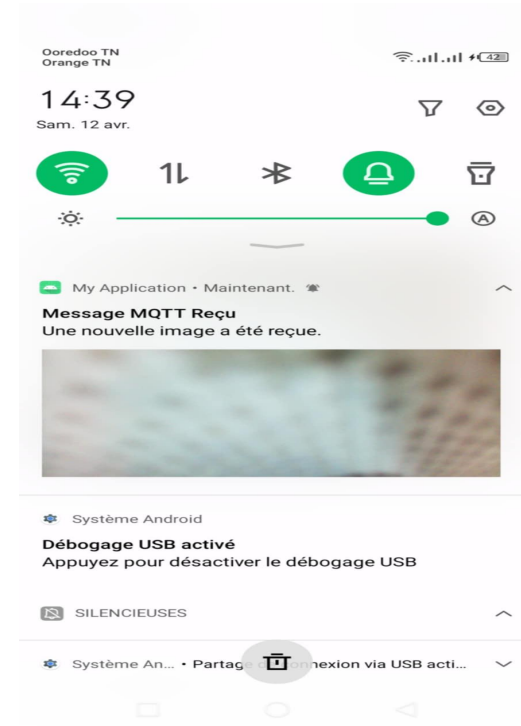 Ooredoo TN
Orange TN
42
14:39
Sam. 12 avr.
A
My Application • Maintenant.
Message MQTT Reçu
Une nouvelle image a été reçue.
Système Android
Débogage USB activé
Appuyez pour désactiver le débogage USB
SILENCIEUSES
Système An... • Partage nnexion via USB acti...